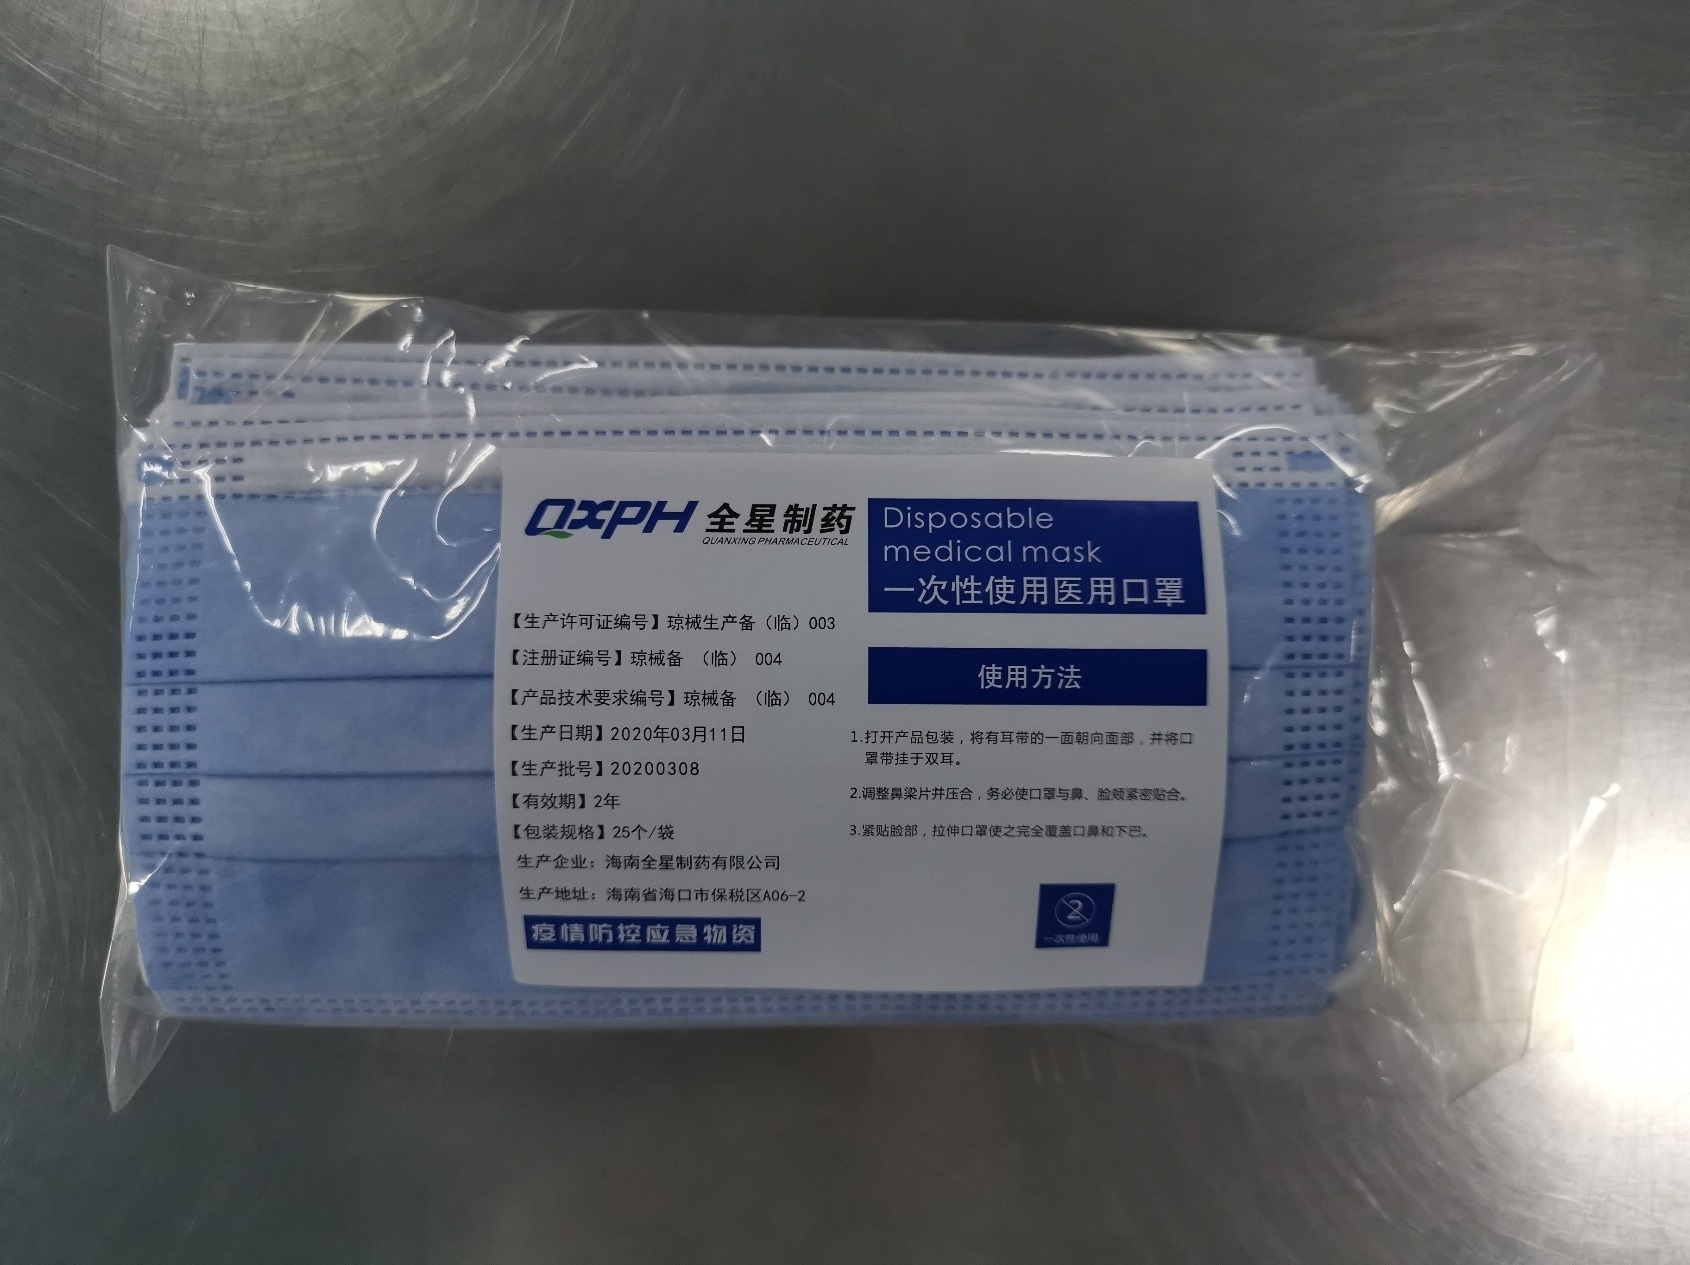 QXPH 全星制药
QUANXING PHARMACEUTICAL
Disposable
medical mask
一次性使用医用口罩
【生产许可证编号】琼械生产备（临）003
【注册证编号】琼械备 （临） 004
【产品技术要求编号】琼械备 （临） 004
【生产日期】2020年03月11日
【生产批号】20200308
【有效期】2年
【包装规格】25个/袋
生产企业：海南全星制药有限公司
生产地址：海南省海口市保税区A06-2
疫情防控应急物资
使用方法
1.打开产品包装，将有耳带的一面朝向面部，并将口
罩带挂于双耳。
2.调整鼻梁片并压合，务必使口罩与鼻、脸颊紧密贴合。
3.紧贴脸部，拉伸口罩使之完全覆盖口鼻和下巴。
2
一次性使用